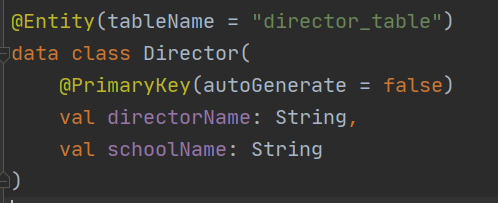 @Entity(tableName = "director_table")
data class Director(
    @PrimaryKey(autoGenerate = false)
    val directorName: String,
    val schoolName: String
)